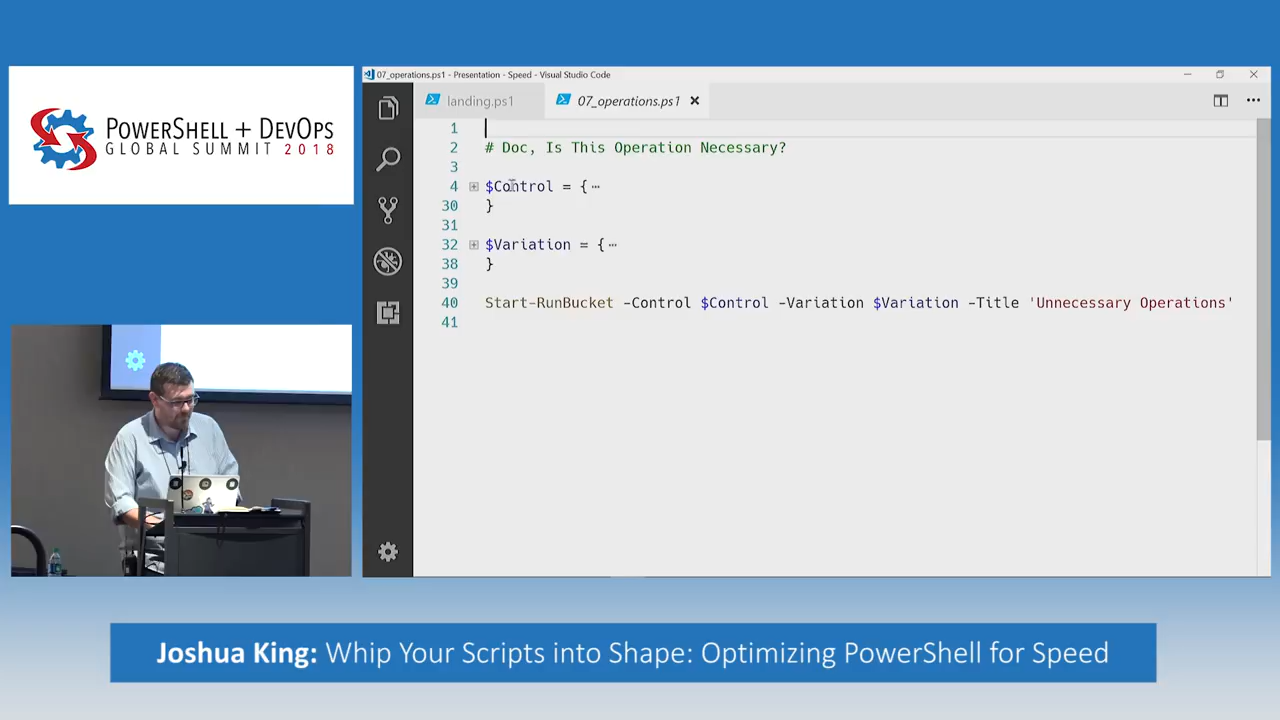 POWERSHELL + DEVOPS
GLOBAL SUMMIT 2018
07_operations.ps1 - Presentation - Speed - Visual Studio Code
landing.ps1
07_operations.ps1
1
2 # Doc, Is This Operation Necessary?
3
4 $Control = {
30 }
31
32 $Variation = {
38 }
39
40 Start-RunBucket -Control $Control -Variation $Variation -Title 'Unnecessary Operations'
41
Joshua King: Whip Your Scripts into Shape: Optimizing PowerShell for Speed